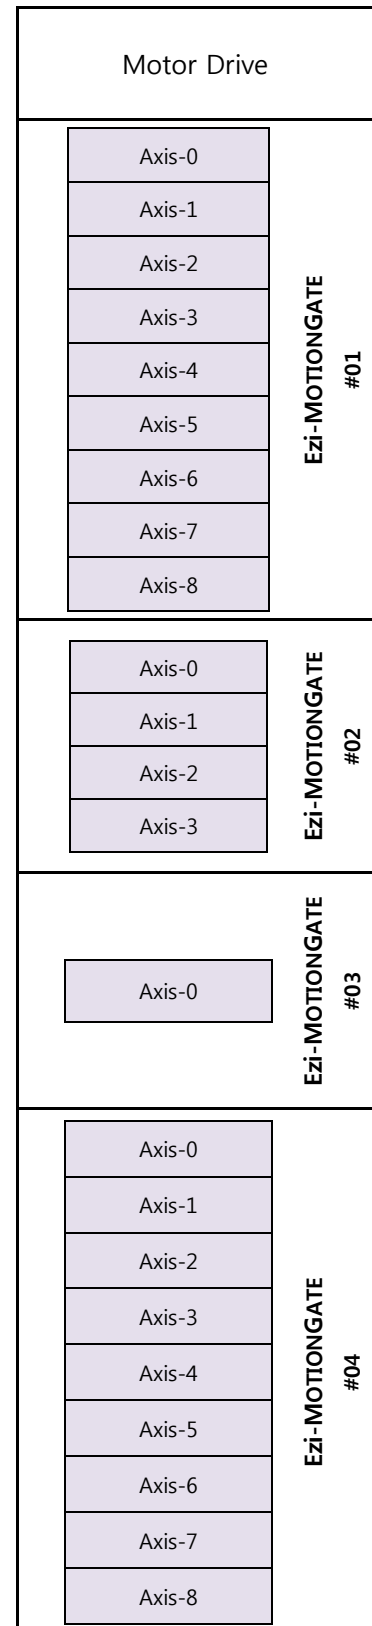 Motor Drive
Axis-0
Axis-1
Axis-2
Axis-3
Axis-4
Axis-5
Axis-6
Axis-7
Axis-8
Ezi-MOTIONGATE
#01
Axis-0
Axis-1
Axis-2
Axis-3
Ezi-MOTIONGATE
#02
Axis-0
Ezi-MOTIONGATE
#03
Axis-0
Axis-1
Axis-2
Axis-3
Axis-4
Axis-5
Axis-6
Axis-7
Axis-8
Ezi-MOTIONGATE
#04